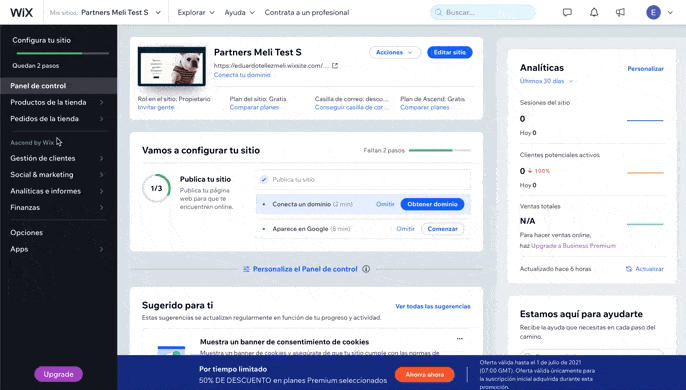 WiX
Mis sitios: Partners Meli Test S
Explorar
Ayuda
Contrata a un profesional
Buscar...
E
Configura tu sitio
Quedan 2 pasos
Panel de control
Productos de la tienda
Pedidos de la tienda
Ascend by Wix
Gestión de clientes
Social & marketing
Analíticas e informes
Finanzas
Opciones
Apps
Upgrade
Partners Meli Test S
https://eduardotellezmeli.wixsite.com/...
Conecta tu dominio
Acciones
Editar sitio
Rol en el sitio: Propietario
Invitar gente
Plan del sitio: Gratis
Comparar planes
Casilla de correo: desco...
Conseguir casilla de cor...
Plan de Ascend: Gratis
Comparar planes
Vamos a configurar tu sitio
Faltan 2 pasos
1/3
Publica tu sitio
Publica tu página
web para que te
encuentren online.
Publica tu sitio
Conecta un dominio (2 min)
Omitir
Obtener dominio
Aparece en Google (8 min)
Omitir
Comenzar
Personaliza el Panel de control
Sugerido para ti
Ver todas las sugerencias
Estas sugerencias se actualizan regularmente en función de tu progreso y actividad.
Muestra un banner de consentimiento de cookies
Muestra un banner de cookies y asegúrate de que tu sitio cumple con las normas de
Analíticas
Personalizar
Últimos 30 días
Sesiones del sitio
0
Hoy 0
Clientes potenciales activos
0 ↓ 100%
Hoy 0
Ventas totales
N/A
Para hacer ventas online,
haz Upgrade a Business Premium
Actualizado hace 6 horas
Actualizar
Estamos aquí para ayudarte
Recibe la ayuda que necesitas en cada paso del
camino.
Por tiempo limitado
50% DE DESCUENTO en planes Premium seleccionados
Ahorra ahora
Oferta válida hasta el 1 de julio de 2021
(07:00 GMT). Oferta válida únicamente para
la suscripción inicial adquirida durante esta
promoción.